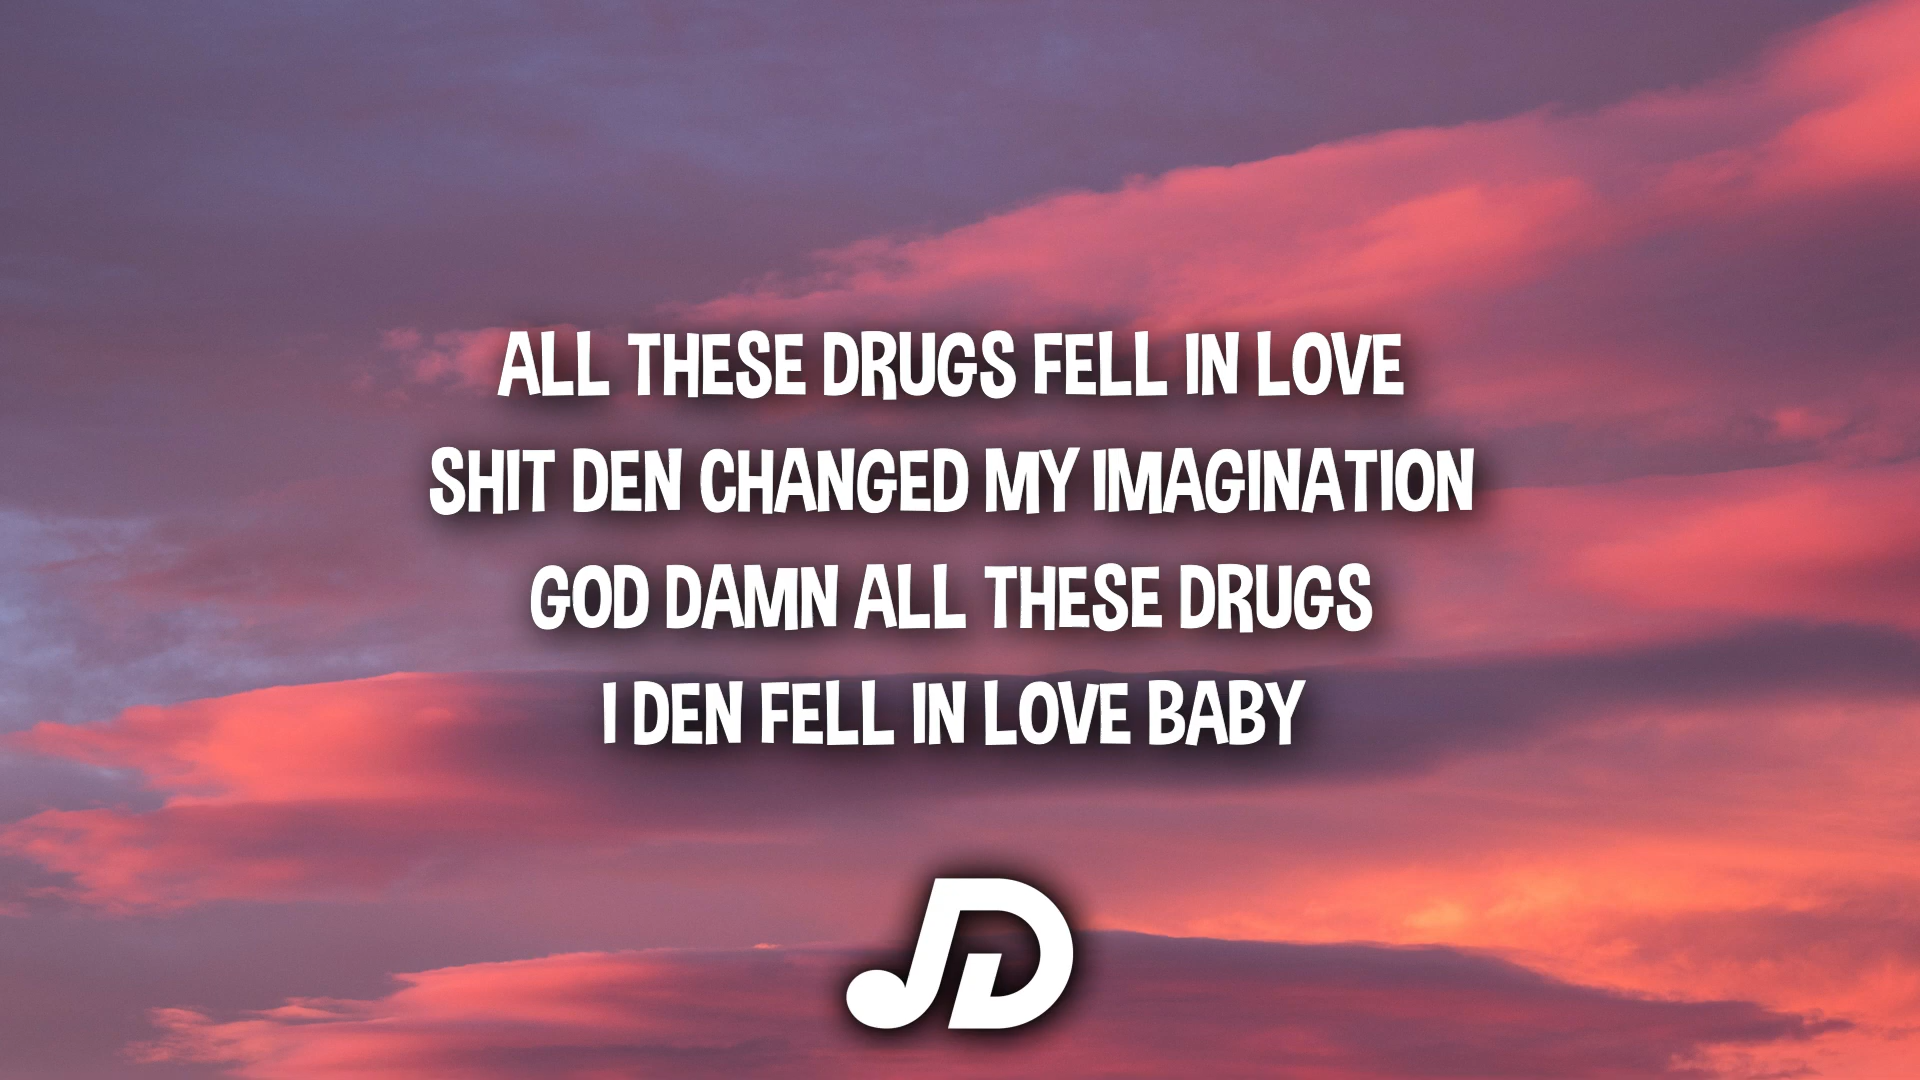 ALL THESE DRUGS FELL IN LOVE
SHIT DEN CHANGED MY IMAGINATION
GOD DAMN ALL THESE DRUGS
I DEN FELL IN LOVE BABY
JD